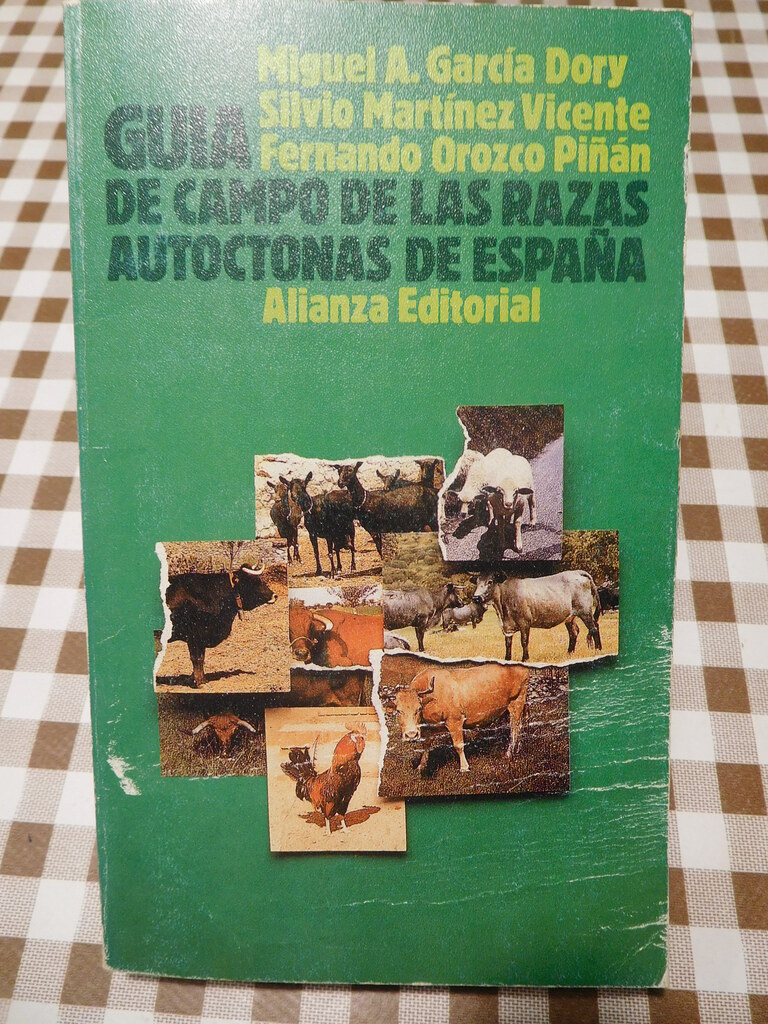 Miguel A. García Dory
Silvio Martínez Vicente
Fernando Orozco Piñán
GUIA
DE CAMPO DE LAS RAZAS
AUTOCTONAS DE ESPAÑA
Alianza Editorial